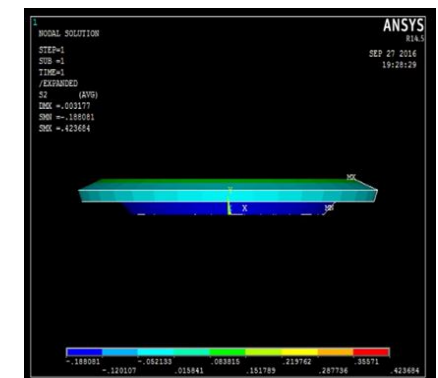 1
NODAL SOLUTION
STEP=1
SUB =1
TIME=1
/EXPANDED
S2 (AVG)
DMX =.003177
SMN =-.188081
SMX =.423684
ANSYS
R14.5
SEP 27 2016
19:28:29
MX
Y
X
MN
-.188081 -.052133 .083815 .219762 .35571
-.120107 .015841 .151789 .287736 .423684